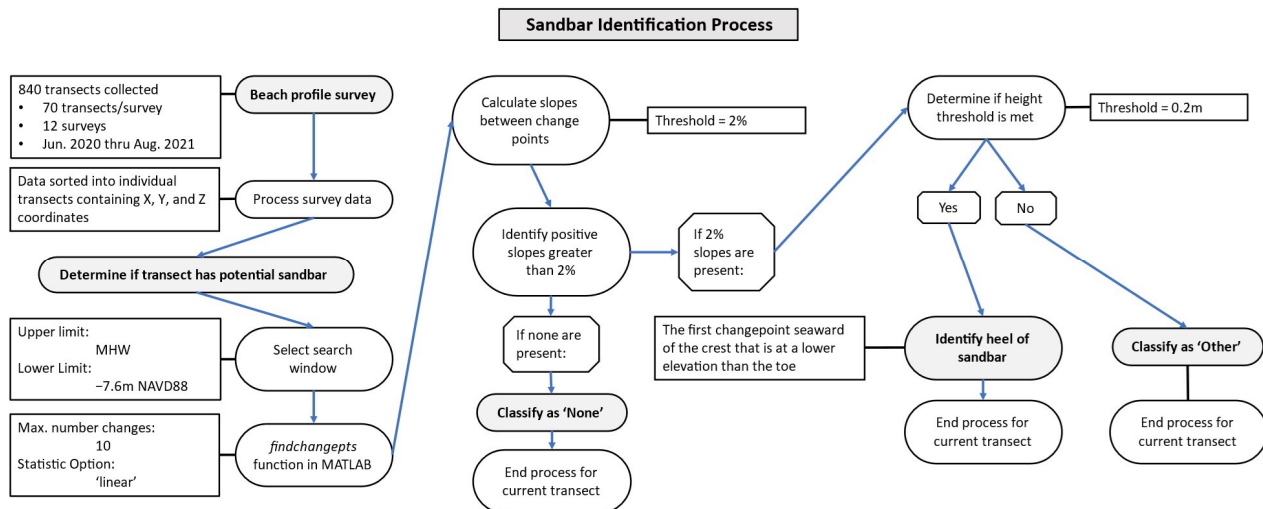 Sandbar Identification Process
840 transects collected
• 70 transects/survey
• 12 surveys
• Jun. 2020 thru Aug. 2021
Beach profile survey
Data sorted into individual
transects containing X, Y, and Z
coordinates
Process survey data
Determine if transect has potential sandbar
Upper limit:
MHW
Lower Limit:
−7.6m NAVD88
Select search
window
Max. number changes:
10
Statistic Option:
‘linear’
findchangepts
function in MATLAB
Calculate slopes
between change
points
Threshold = 2%
Identify positive
slopes greater
than 2%
If 2%
slopes are
present:
If none are
present:
Classify as ‘None’
End process for
current transect
Determine if height
threshold is met
Threshold = 0.2m
Yes
No
The first changepoint seaward
of the crest that is at a lower
elevation than the toe
Identify heel of
sandbar
Classify as ‘Other’
End process for
current transect
End process for
current transect